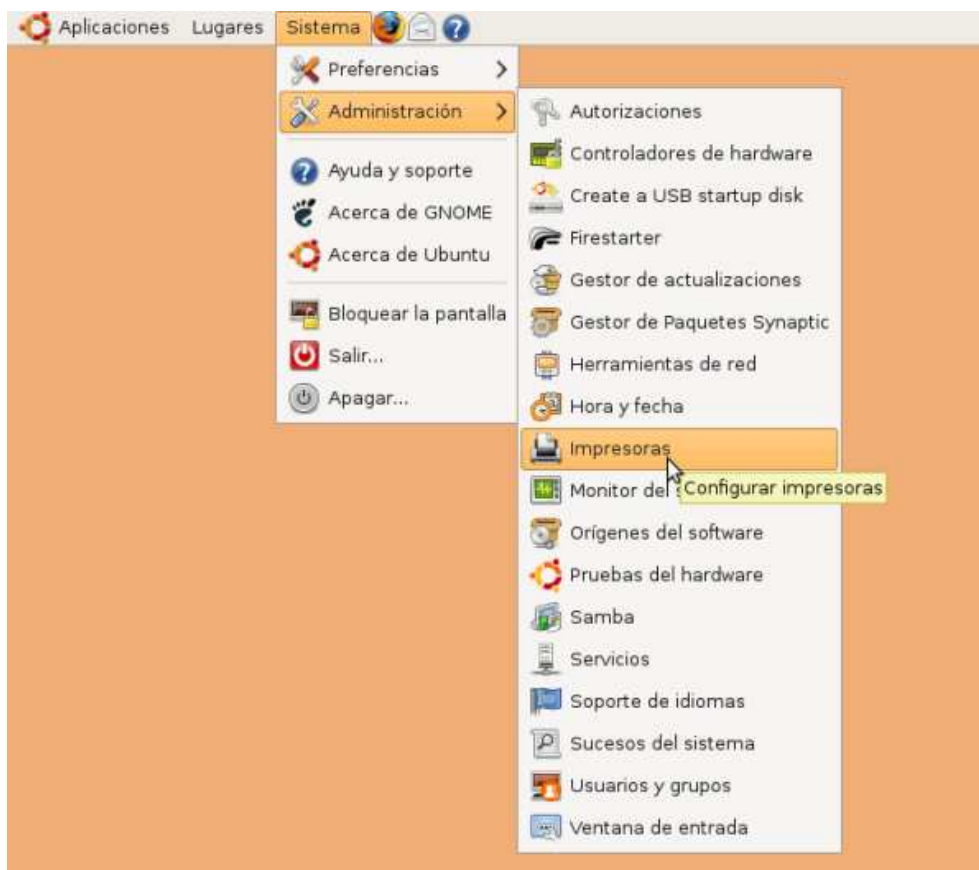 Aplicaciones Lugares Sistema
Preferencias
Administración
Ayuda y soporte
Acerca de GNOME
Acerca de Ubuntu
Bloquear la pantalla
Salir...
Apagar...
Autorizaciones
Controladores de hardware
Create a USB startup disk
Firestarter
Gestor de actualizaciones
Gestor de Paquetes Synaptic
Herramientas de red
Hora y fecha
Impresoras
Configurar impresoras
Monitor del
Orígenes del software
Pruebas del hardware
Samba
Servicios
Soporte de idiomas
Sucesos del sistema
Usuarios y grupos
Ventana de entrada